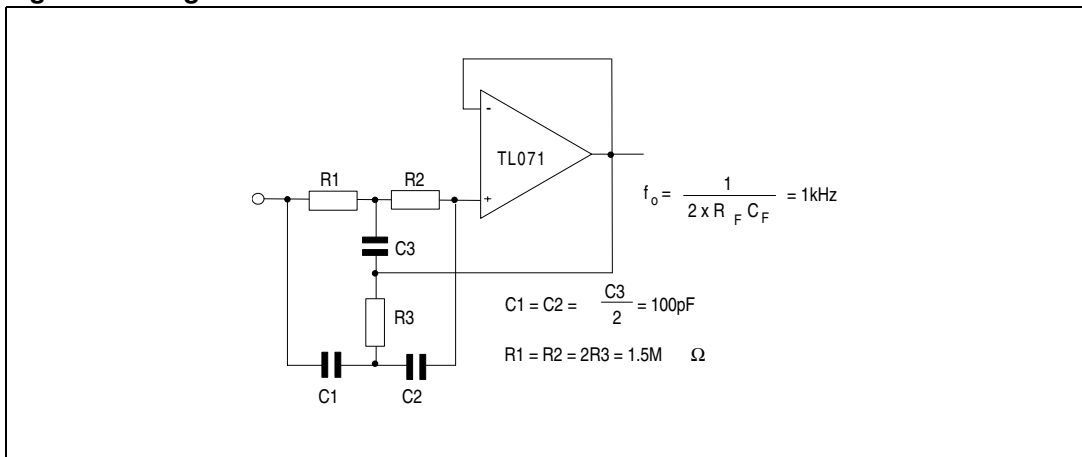 -
TL071
R1
R2
+
f o = 1 / 2 x R F C F = 1kHz
C3
C1 = C2 = C3 / 2 = 100pF
R3
R1 = R2 = 2R3 = 1.5M Ω
C1
C2